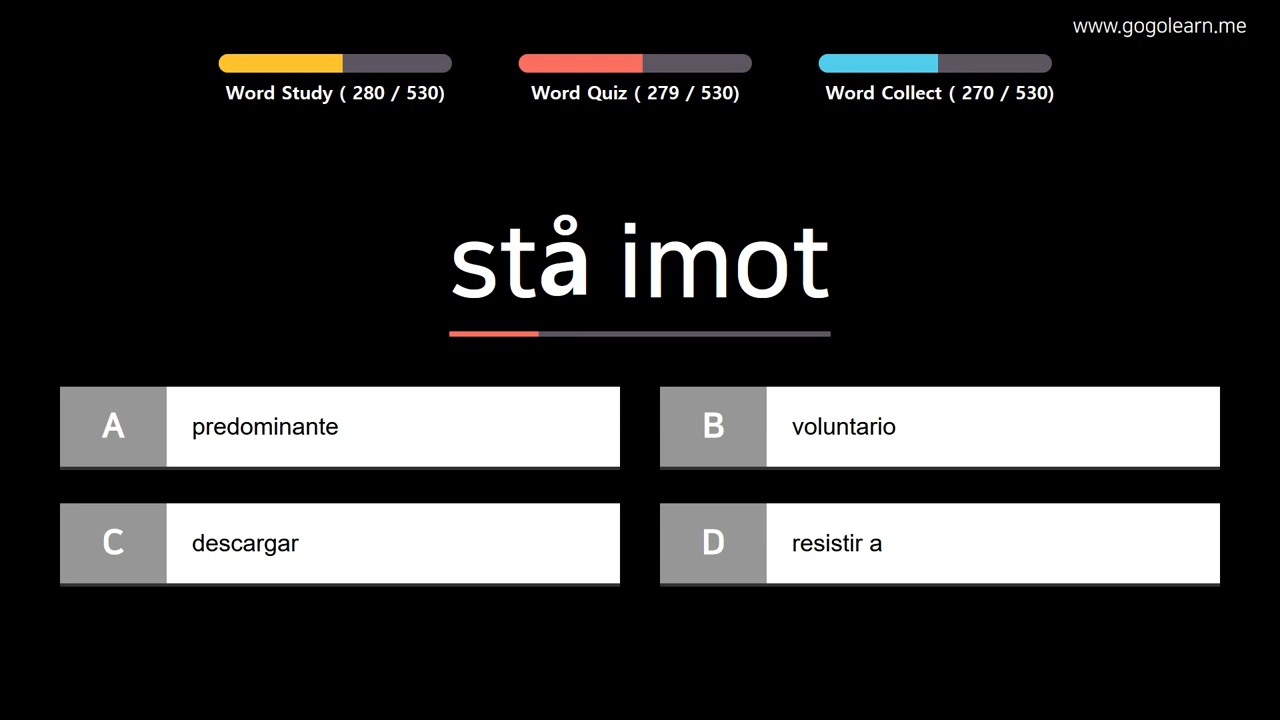 www.gogolearn.me
Word Study ( 280 / 530)
Word Quiz ( 279 / 530)
Word Collect ( 270 / 530)
stå imot
A
predominante
B
voluntario
C
descargar
D
resistir a